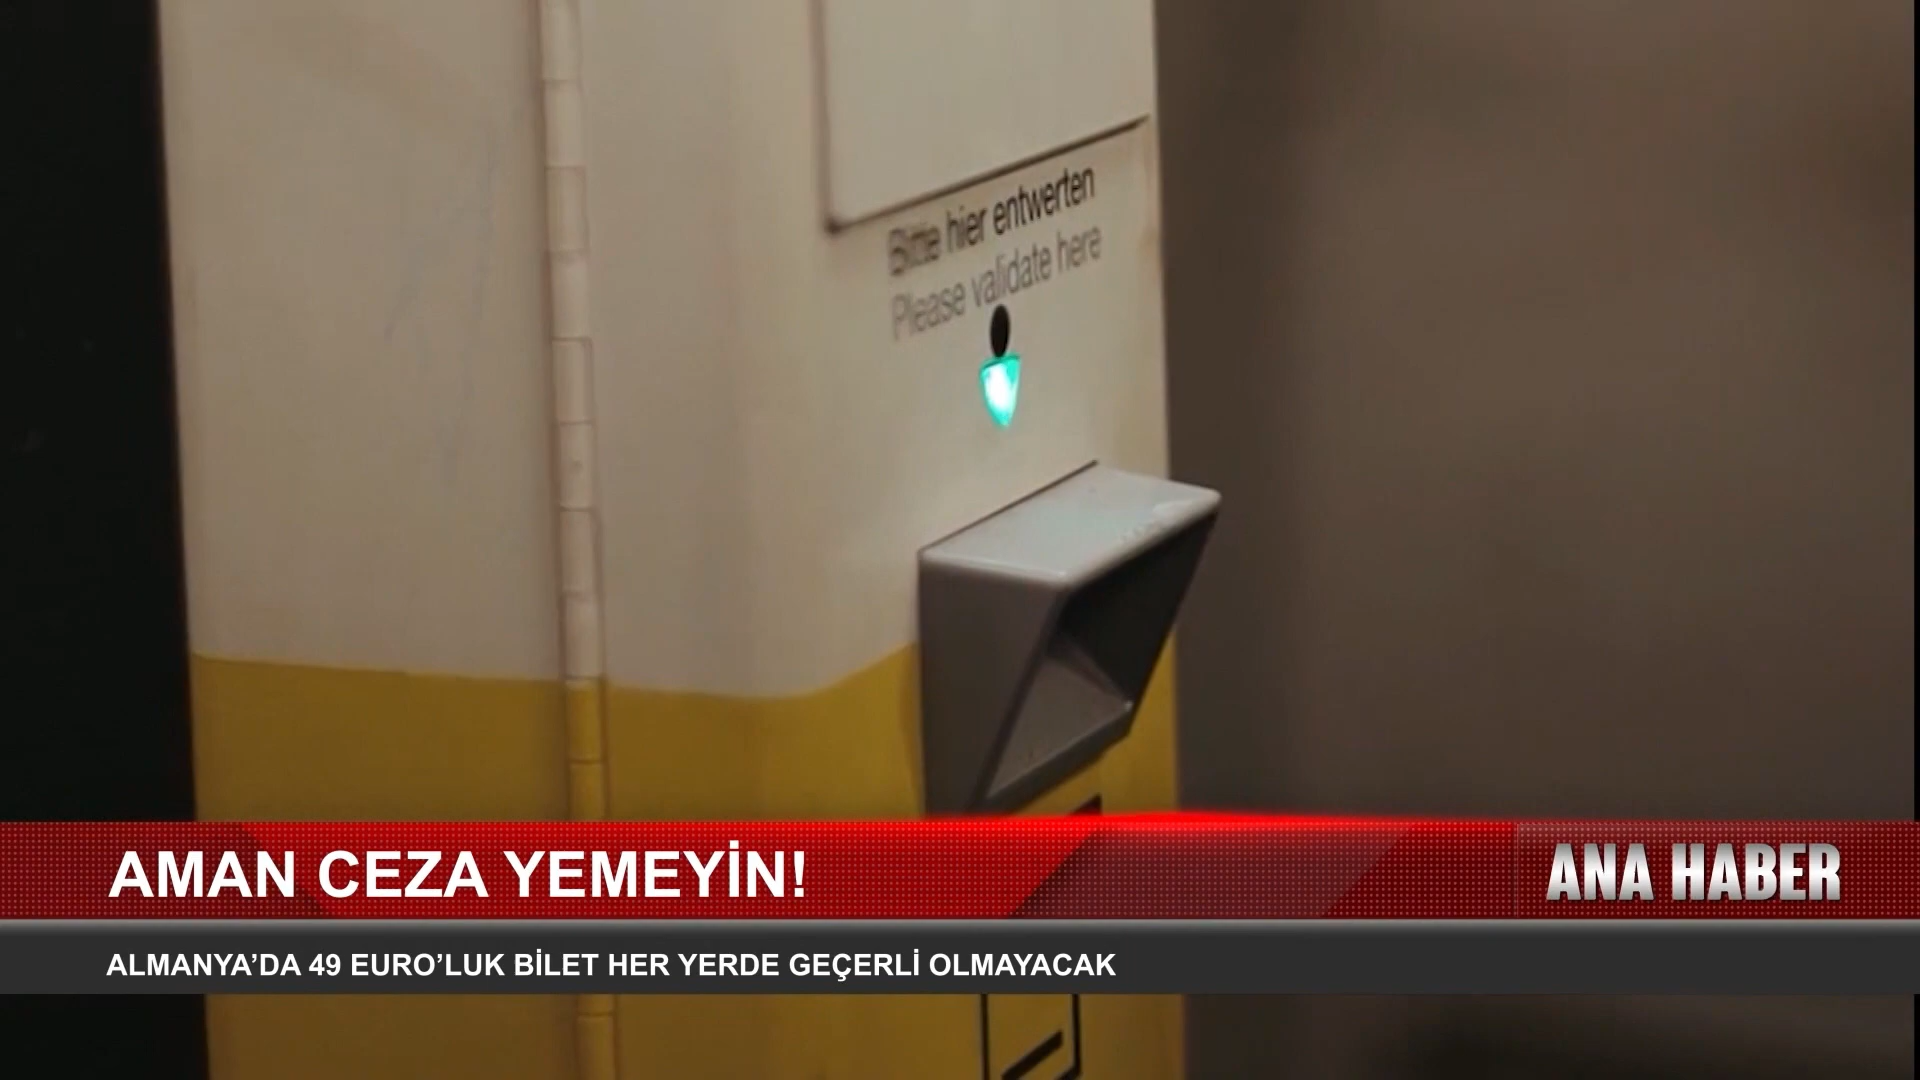 Bitte hier entwerten
Please validate here
AMAN CEZA YEMEYİN!
ANA HABER
ALMANYA’DA 49 EURO’LUK BİLET HER YERDE GEÇERLİ OLMAYACAK